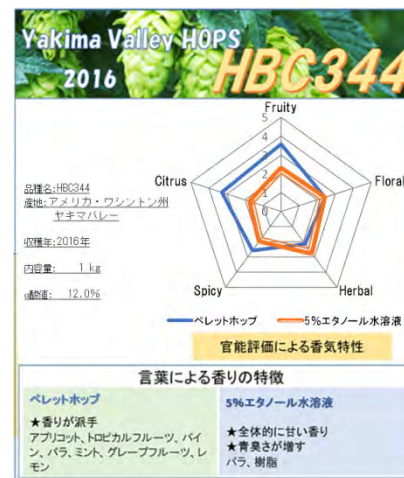 Yakima Valley HOPS
2016
HBC344
Fruity
5
4
3
2
1
0
Citrus
Floral
Spicy
Herbal
品種名:HBC344
産地:アメリカ・ワシントン州
ヤキマバレー
収穫年:2016年
内容量: 1 kg
α酸値: 12.0%
ペレットホップ
5%エタノール水溶液
官能評価による香気特性
言葉による香りの特徴
ペレットホップ
★香りが派手
アプリコット、トロピカルフルーツ、パイ
ン、バラ、ミント、グレープフルーツ、レ
モン
5%エタノール水溶液
★全体的に甘い香り
★青臭さが増す
バラ、樹脂